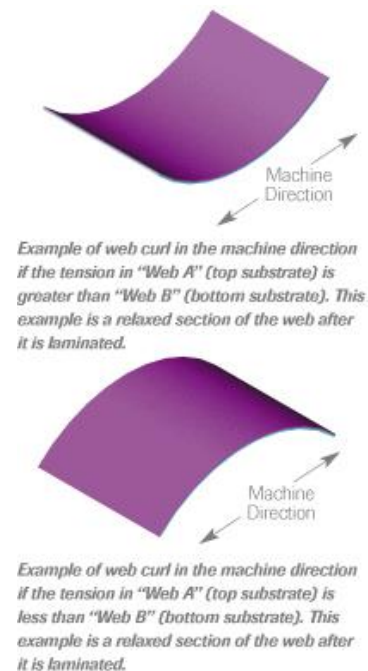 Machine
Direction
Example of web curl in the machine direction
if the tension in “Web A” (top substrate) is
greater than “Web B” (bottom substrate). This
example is a relaxed section of the web after
it is laminated.
Machine
Direction
Example of web curl in the machine direction
if the tension in “Web A” (top substrate) is
less than “Web B” (bottom substrate). This
example is a relaxed section of the web after
it is laminated.